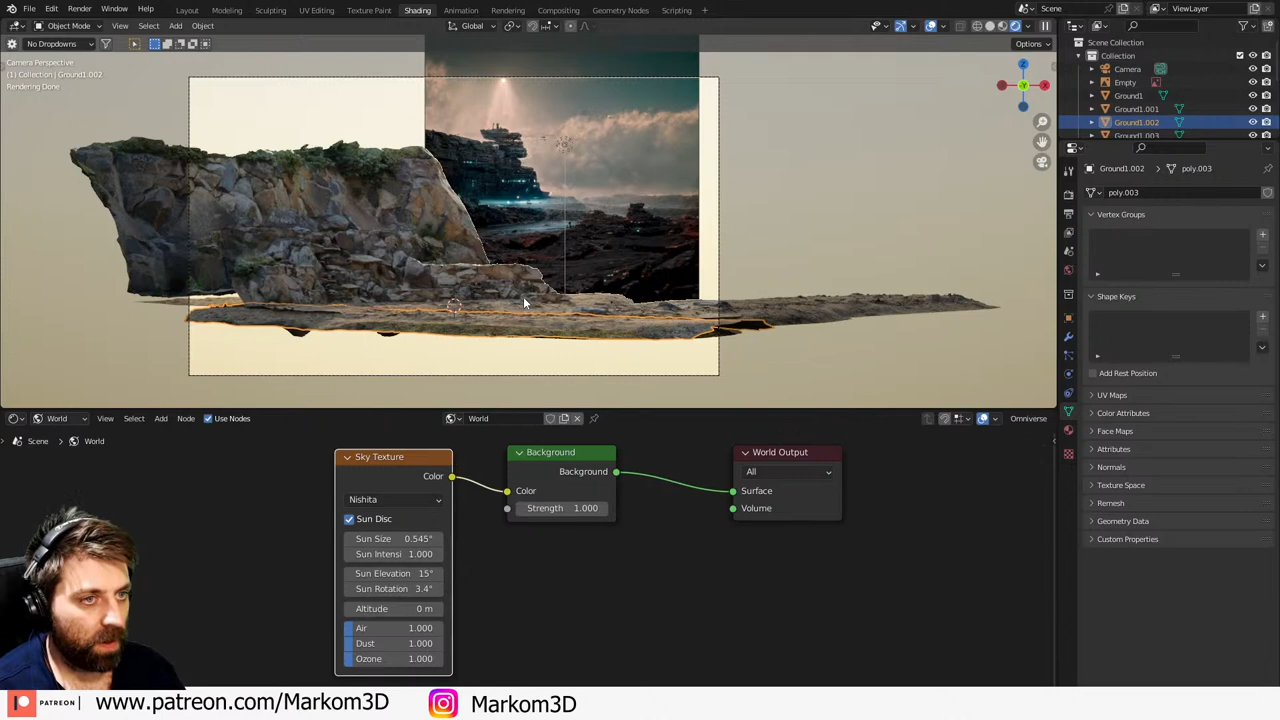 File Edit Render Window Help Layout Modeling Sculpting UV Editing Texture Paint Shading Animation Rendering Compositing Geometry Nodes Scripting + Scene ViewLayer
Object Mode View Select Add Object Global
No Dropdowns Options
Camera Perspective
(1) Collection | Ground1.002
Rendering Done
Z
X
-Y
Scene Collection
Collection
Camera
Empty
Ground1
Ground1.001
Ground1.002
Ground1.003
Ground1.002 poly.003
poly.003
Vertex Groups
Shape Keys
Add Rest Position
UV Maps
Color Attributes
Face Maps
Attributes
Normals
Texture Space
Remesh
Geometry Data
Custom Properties
World View Select Add Node Use Nodes World Omniverse
Scene World
Sky Texture
Color
Nishita
Sun Disc
Sun Size 0.545°
Sun Intensi 1.000
Sun Elevation 15°
Sun Rotation 3.4°
Altitude 0 m
Air 1.000
Dust 1.000
Ozone 1.000
Background
Background
Color
Strength 1.000
World Output
All
Surface
Volume
PATREON www.patreon.com/Markom3D Markom3D